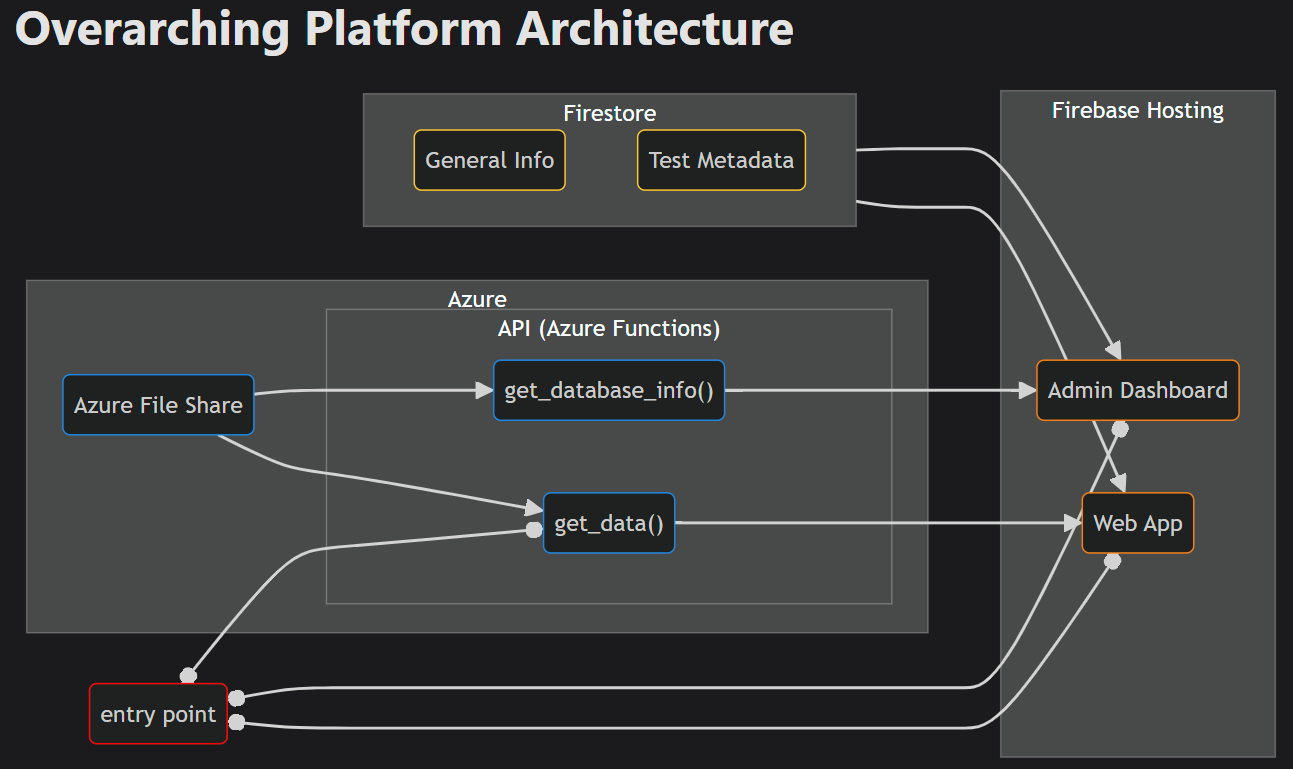 Overarching Platform Architecture
Firestore
General Info
Test Metadata
Firebase Hosting
Azure
API (Azure Functions)
Azure File Share
get_database_info()
Admin Dashboard
get_data()
Web App
entry point